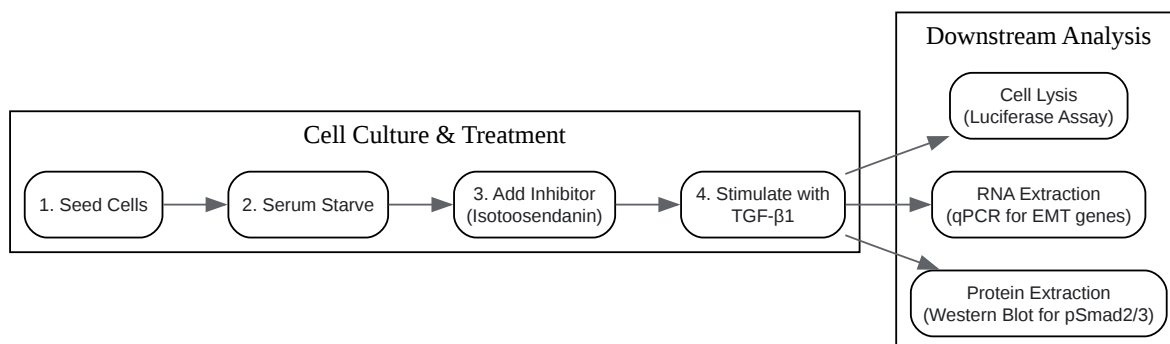 Cell Culture & Treatment
1. Seed Cells
2. Serum Starve
3. Add Inhibitor
(Isotoosendanin)
4. Stimulate with
TGF-β1
Downstream Analysis
Cell Lysis
(Luciferase Assay)
RNA Extraction
(qPCR for EMT genes)
Protein Extraction
(Western Blot for pSmad2/3)